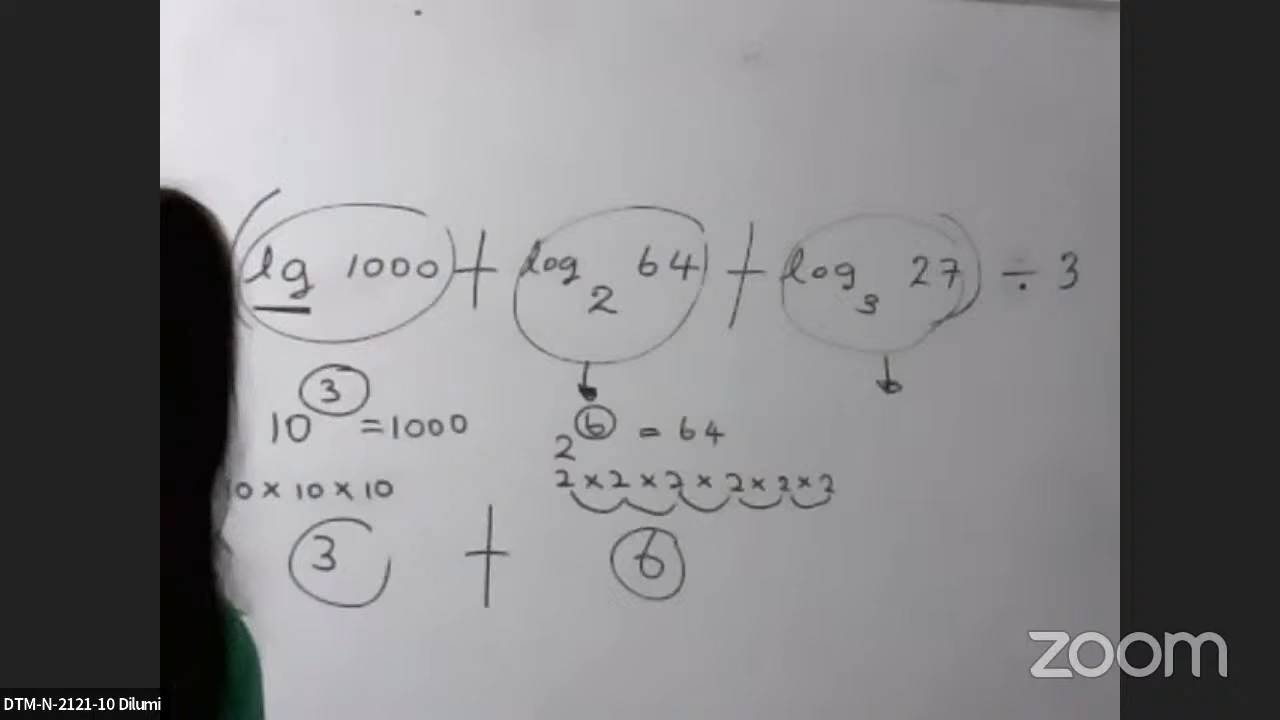 (lg 1000 + log₂ 64 + log₃ 27) ÷ 3
10³ = 1000
2⁶ = 64
10 × 10 × 10
2 × 2 × 2 × 2 × 2 × 2
3 + 6
zoom
DTM-N-2121-10 Dilumi